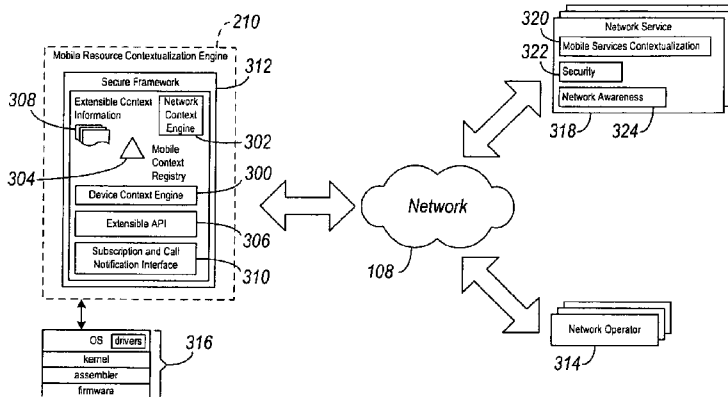 210
Mobile Resource Contextualization Engine
312
Secure Framework
308
Extensible Context
Information
Network
Context
Engine
302
304
Mobile
Context
Registry
300
Device Context Engine
Extensible API
306
Subscription and Call
Notification Interface
310
OS
drivers
kernel
assembler
firmware
316
Network
108
320
Network Service
Mobile Services Contextualization
322
Security
Network Awareness
318
324
Network Operator
314